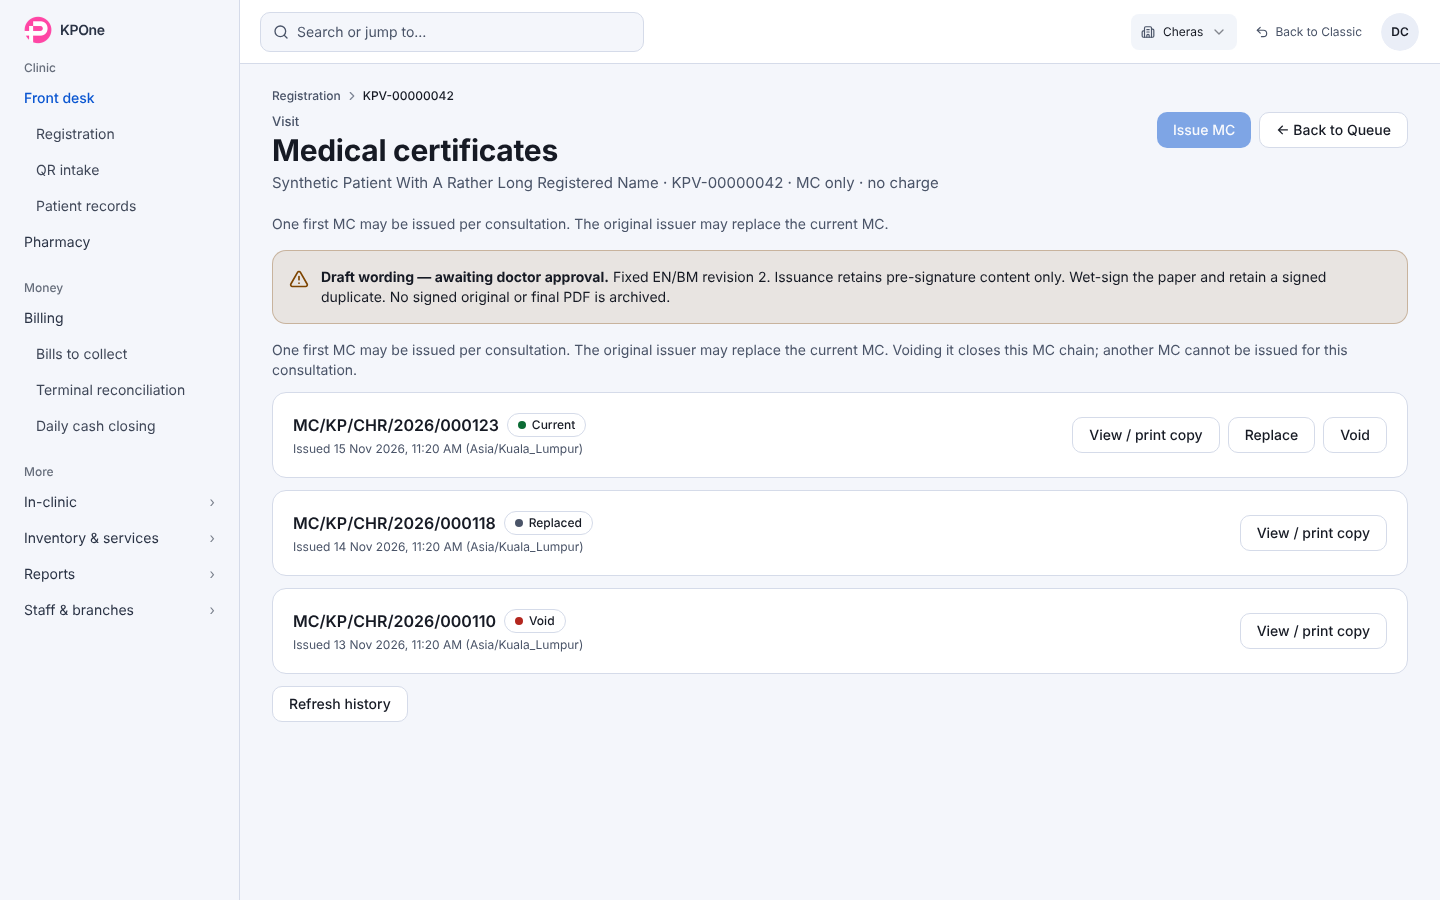 KPOne
Search or jump to...
Cheras
Back to Classic
DC
Clinic
Front desk
Registration
QR intake
Patient records
Pharmacy
Money
Billing
Bills to collect
Terminal reconciliation
Daily cash closing
More
In-clinic
Inventory & services
Reports
Staff & branches
Registration > KPV-00000042
Visit
Medical certificates
Synthetic Patient With A Rather Long Registered Name · KPV-00000042 · MC only · no charge
Issue MC
← Back to Queue
One first MC may be issued per consultation. The original issuer may replace the current MC.
Draft wording — awaiting doctor approval. Fixed EN/BM revision 2. Issuance retains pre-signature content only. Wet-sign the paper and retain a signed
duplicate. No signed original or final PDF is archived.
One first MC may be issued per consultation. The original issuer may replace the current MC. Voiding it closes this MC chain; another MC cannot be issued for this
consultation.
MC/KP/CHR/2026/000123 Current
Issued 15 Nov 2026, 11:20 AM (Asia/Kuala_Lumpur)
View / print copy
Replace
Void
MC/KP/CHR/2026/000118 Replaced
Issued 14 Nov 2026, 11:20 AM (Asia/Kuala_Lumpur)
View / print copy
MC/KP/CHR/2026/000110 Void
Issued 13 Nov 2026, 11:20 AM (Asia/Kuala_Lumpur)
View / print copy
Refresh history